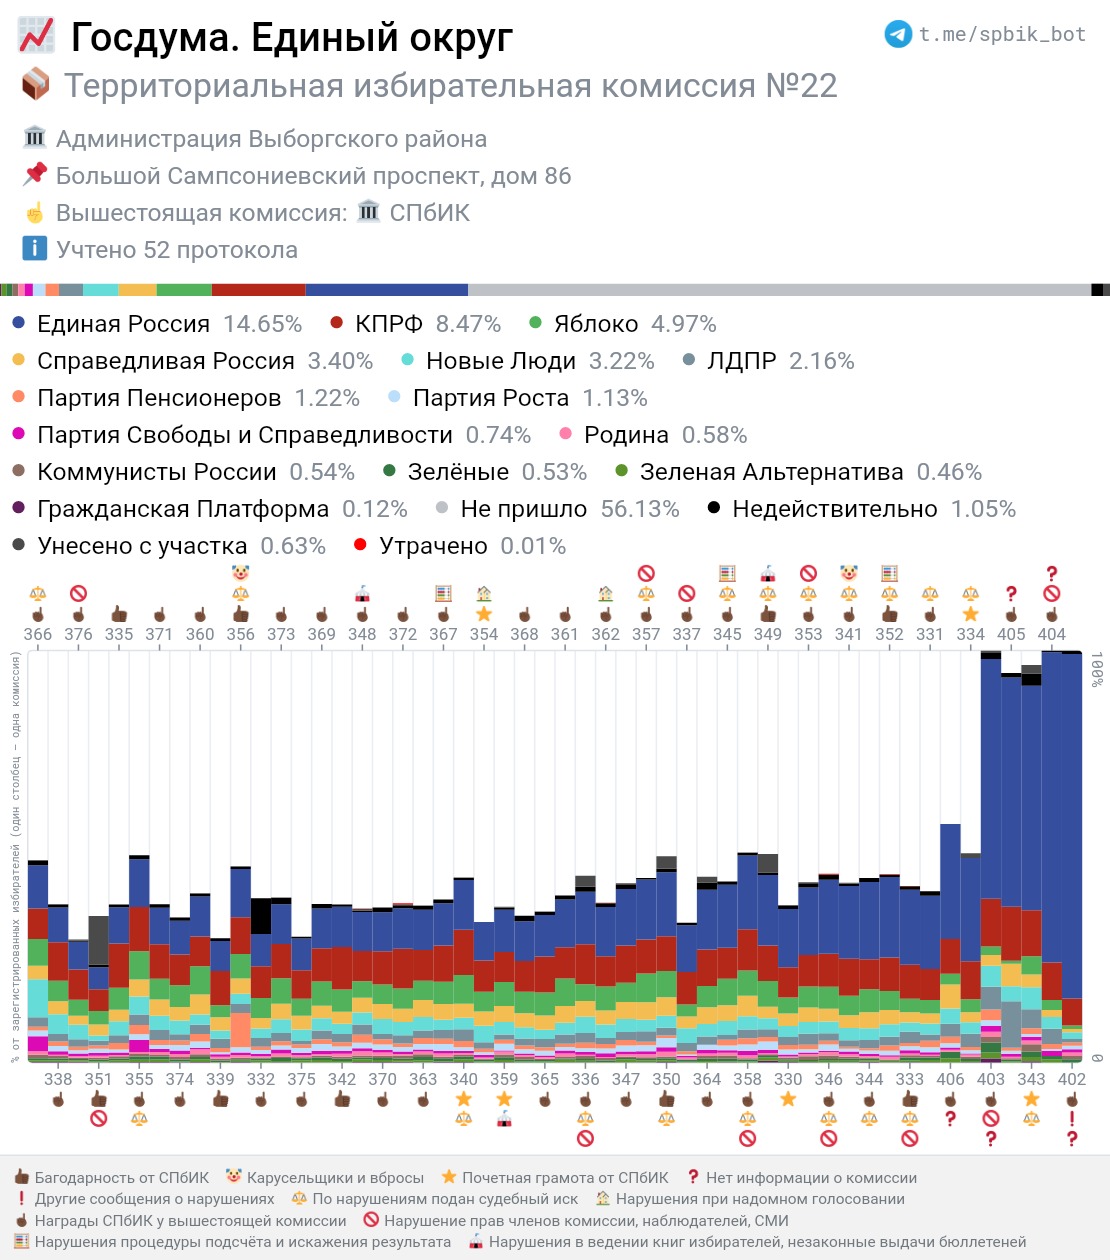 Госдума. Единый округ
t.me/spbik_bot
Территориальная избирательная комиссия №22
Администрация Выборгского района
Большой Сампсониевский проспект, дом 86
Вышестоящая комиссия: СПбИК
Учтено 52 протокола
Единая Россия 14.65% КПРФ 8.47% Яблоко 4.97%
Справедливая Россия 3.40% Новые Люди 3.22% ЛДПР 2.16%
Партия Пенсионеров 1.22% Партия Роста 1.13%
Партия Свободы и Справедливости 0.74% Родина 0.58%
Коммунисты России 0.54% Зелёные 0.53% Зеленая Альтернатива 0.46%
Гражданская Платформа 0.12% Не пришло 56.13% Недействительно 1.05%
Унесено с участка 0.63% Утрачено 0.01%
366 376 335 371 360 356 373 369 348 372 367 354 368 361 362 357 337 345 349 353 341 352 331 334 405 404
% от зарегистрированных избирателей (один столбец – одна комиссия)
100%
0
338 351 355 374 339 332 375 342 370 363 340 359 365 336 347 350 364 358 330 346 344 333 406 403 343 402
Багодарность от СПбИК Карусельщики и вбросы Почетная грамота от СПбИК Нет информации о комиссии
Другие сообщения о нарушениях По нарушениям подан судебный иск Нарушения при надомном голосовании
Награды СПбИК у вышестоящей комиссии Нарушение прав членов комиссии, наблюдателей, СМИ
Нарушения процедуры подсчёта и искажения результата Нарушения в ведении книг избирателей, незаконные выдачи бюллетеней